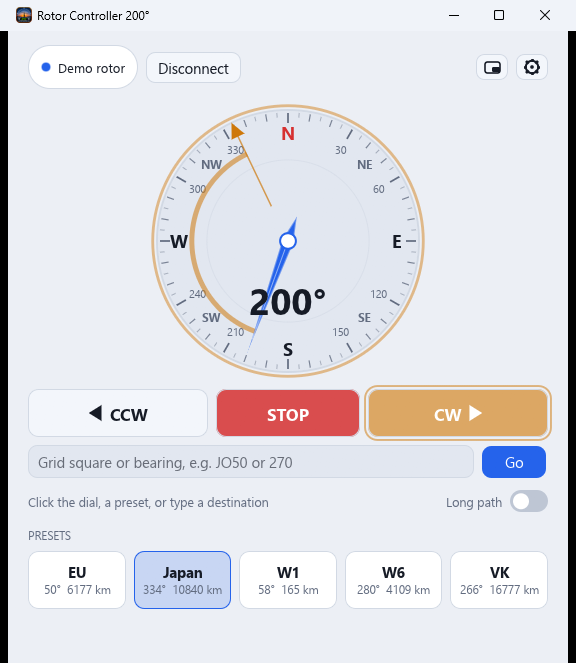 Rotor Controller 200°
Demo rotor
Disconnect
N
330
30
NW
NE
300
60
W
E
240
120
200°
SW
SE
210
150
S
◀ CCW
STOP
CW ▶
Grid square or bearing, e.g. JO50 or 270
Go
Click the dial, a preset, or type a destination
Long path
PRESETS
EU
50° 6177 km
Japan
334° 10840 km
W1
58° 165 km
W6
280° 4109 km
VK
266° 16777 km